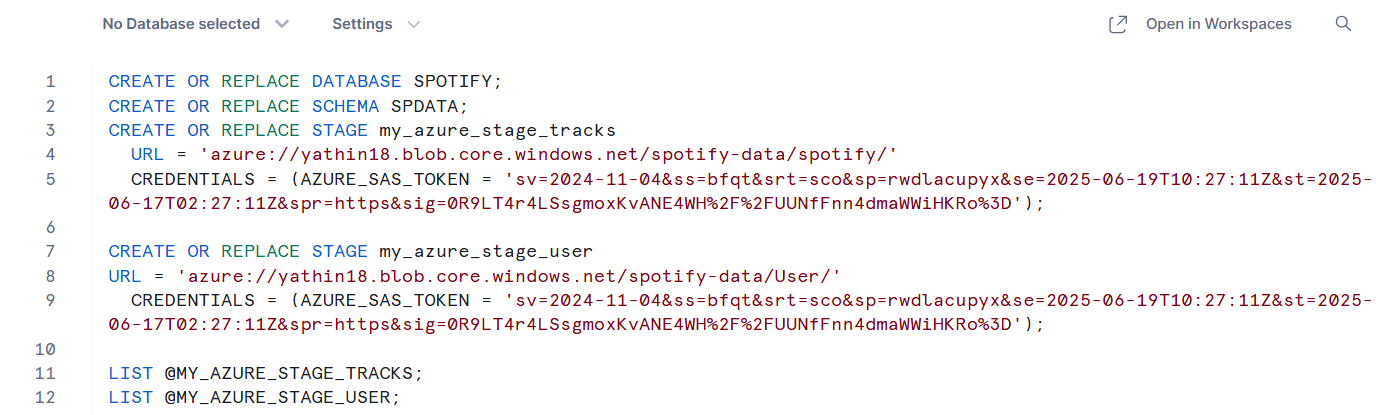 No Database selected Settings Open in Workspaces
1 CREATE OR REPLACE DATABASE SPOTIFY;
2 CREATE OR REPLACE SCHEMA SPDATA;
3 CREATE OR REPLACE STAGE my_azure_stage_tracks
4 URL = 'azure://yathin18.blob.core.windows.net/spotify-data/spotify/'
5 CREDENTIALS = (AZURE_SAS_TOKEN = 'sv=2024-11-04&ss=bfqt&srt=sco&sp=rwdlacupyx&se=2025-06-19T10:27:11Z&st=2025-
06-17T02:27:11Z&spr=https&sig=0R9LT4r4LSsgmoxKvANE4WH%2F%2FUUNfFnn4dmaWWiHKRo%3D');
6
7 CREATE OR REPLACE STAGE my_azure_stage_user
8 URL = 'azure://yathin18.blob.core.windows.net/spotify-data/User/'
9 CREDENTIALS = (AZURE_SAS_TOKEN = 'sv=2024-11-04&ss=bfqt&srt=sco&sp=rwdlacupyx&se=2025-06-19T10:27:11Z&st=2025-
06-17T02:27:11Z&spr=https&sig=0R9LT4r4LSsgmoxKvANE4WH%2F%2FUUNfFnn4dmaWWiHKRo%3D');
10
11 LIST @MY_AZURE_STAGE_TRACKS;
12 LIST @MY_AZURE_STAGE_USER;